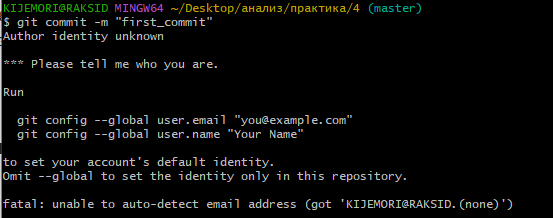 KIJEMORI@RAKSID MINGW64 ~/Desktop/анализ/практика/4 (master)
$ git commit -m "first_commit"
Author identity unknown
*** Please tell me who you are.
Run
git config --global user.email "you@example.com"
git config --global user.name "Your Name"
to set your account's default identity.
Omit --global to set the identity only in this repository.
fatal: unable to auto-detect email address (got 'KIJEMORI@RAKSID.(none)')